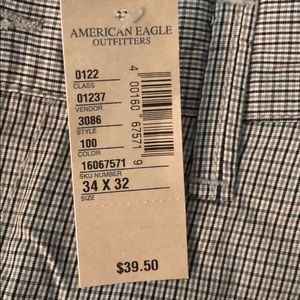 AMERICAN EAGLE
OUTFITTERS
0122
CLASS
01237
VENDOR
3086
STYLE
100
COLOR
16067571
SKU NUMBER
34 X 32
SIZE
4 00160 67571 9
$39.50